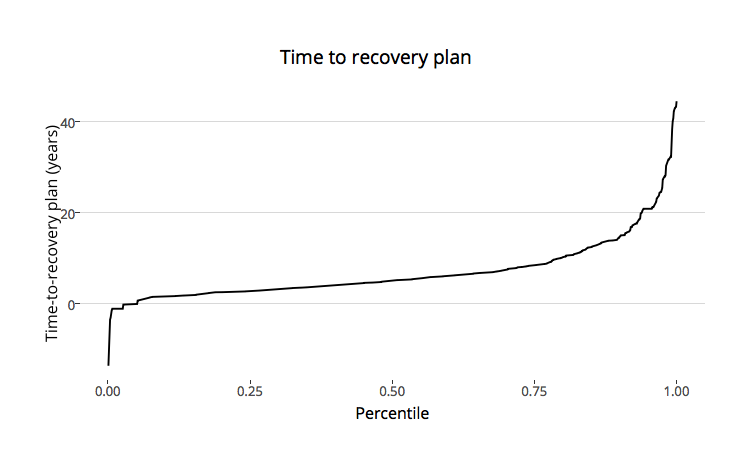 Time to recovery plan
Time-to-recovery plan (years)
40
20
0
0.00 0.25 0.50 0.75 1.00
Percentile